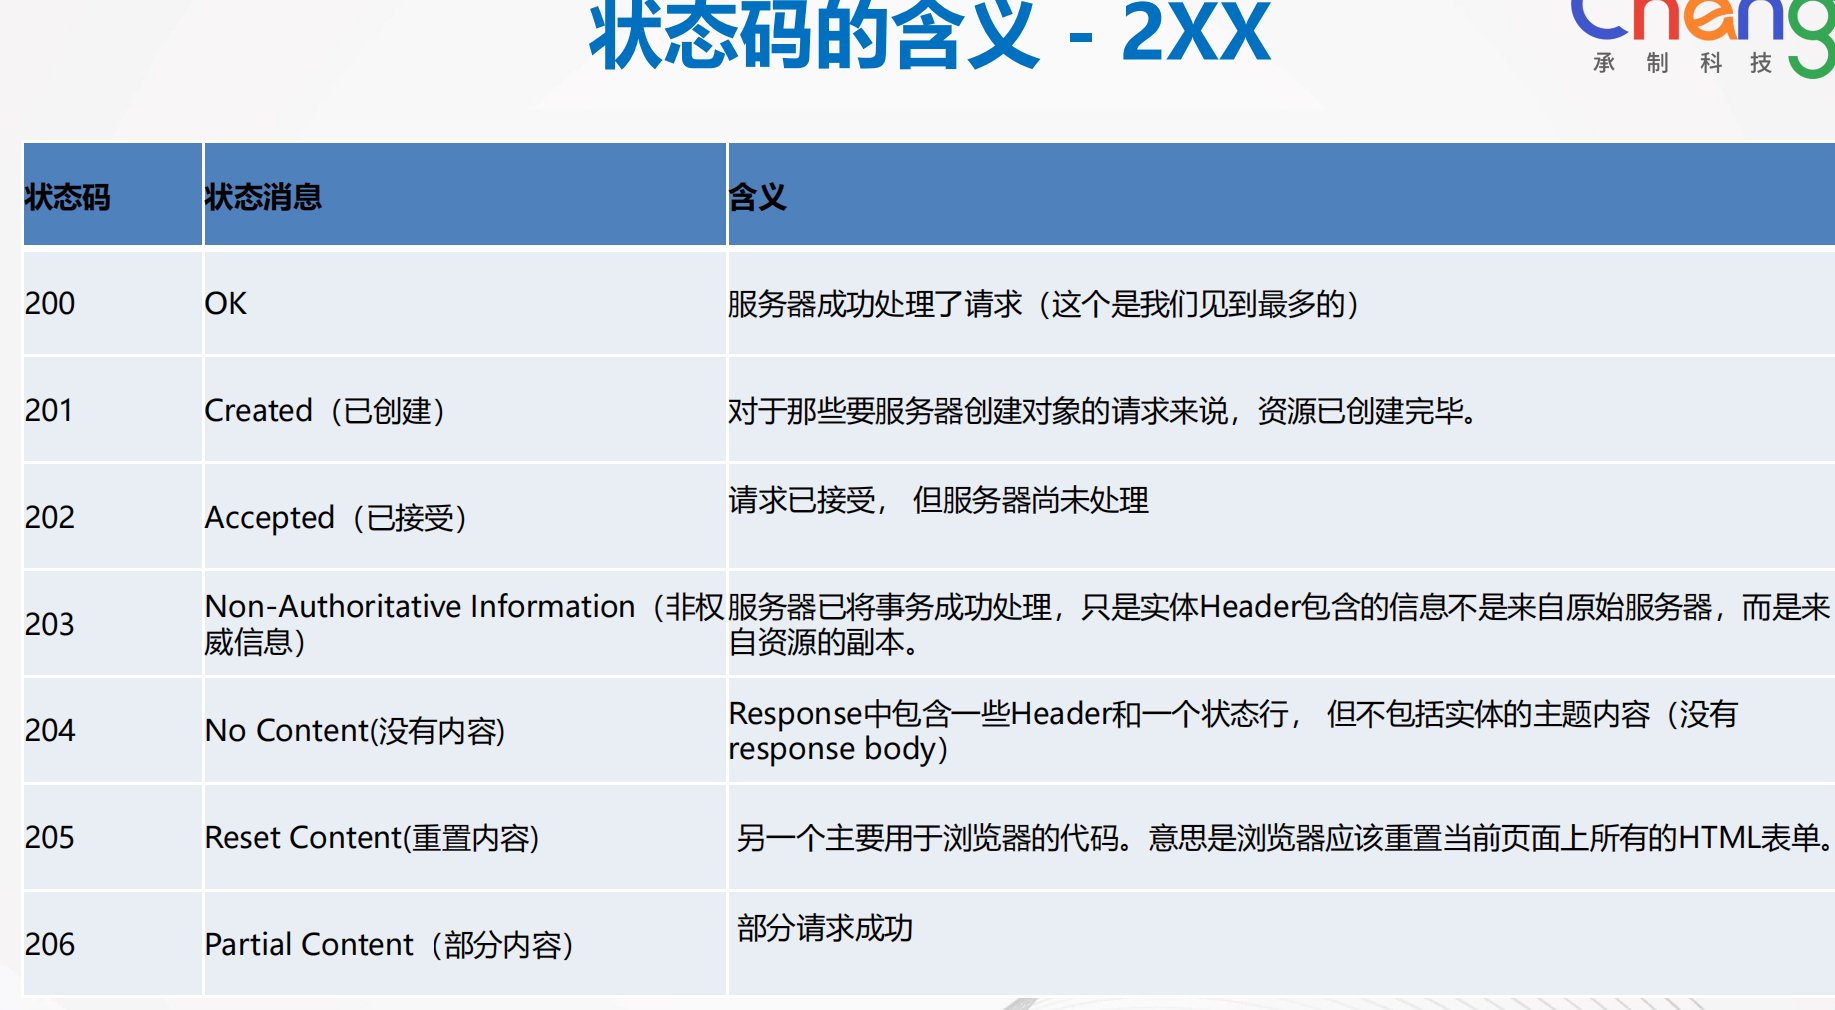 状态码的含义 - 2XX
Cheng
承制科技
状态码 状态消息 含义
200 OK 服务器成功处理了请求（这个是我们见到最多的）
201 Created（已创建） 对于那些要服务器创建对象的请求来说，资源已创建完毕。
202 Accepted（已接受） 请求已接受， 但服务器尚未处理
203 Non-Authoritative Information（非权
威信息） 服务器已将事务成功处理，只是实体Header包含的信息不是来自原始服务器，而是来
自资源的副本。
204 No Content(没有内容) Response中包含一些Header和一个状态行， 但不包括实体的主题内容（没有
response body）
205 Reset Content(重置内容) 另一个主要用于浏览器的代码。意思是浏览器应该重置当前页面上所有的HTML表单。
206 Partial Content（部分内容） 部分请求成功